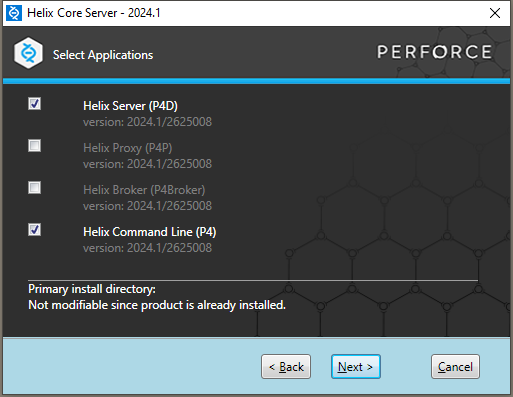 Helix Core Server - 2024.1
Select Applications
PERFORCE
Helix Server (P4D)
version: 2024.1/2625008
Helix Proxy (P4P)
version: 2024.1/2625008
Helix Broker (P4Broker)
version: 2024.1/2625008
Helix Command Line (P4)
version: 2024.1/2625008
Primary install directory:
Not modifiable since product is already installed.
< Back
Next >
Cancel